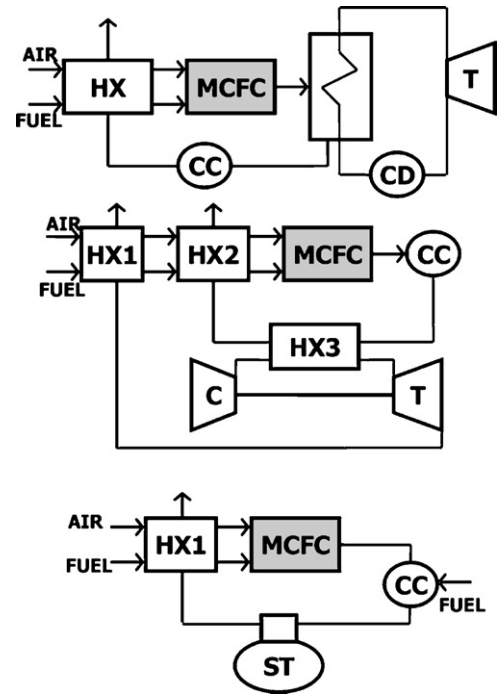 AIR
FUEL
HX
MCFC
T
CC
CD
AIR
FUEL
HX1
HX2
MCFC
CC
HX3
C
T
AIR
FUEL
HX1
MCFC
CC
FUEL
ST